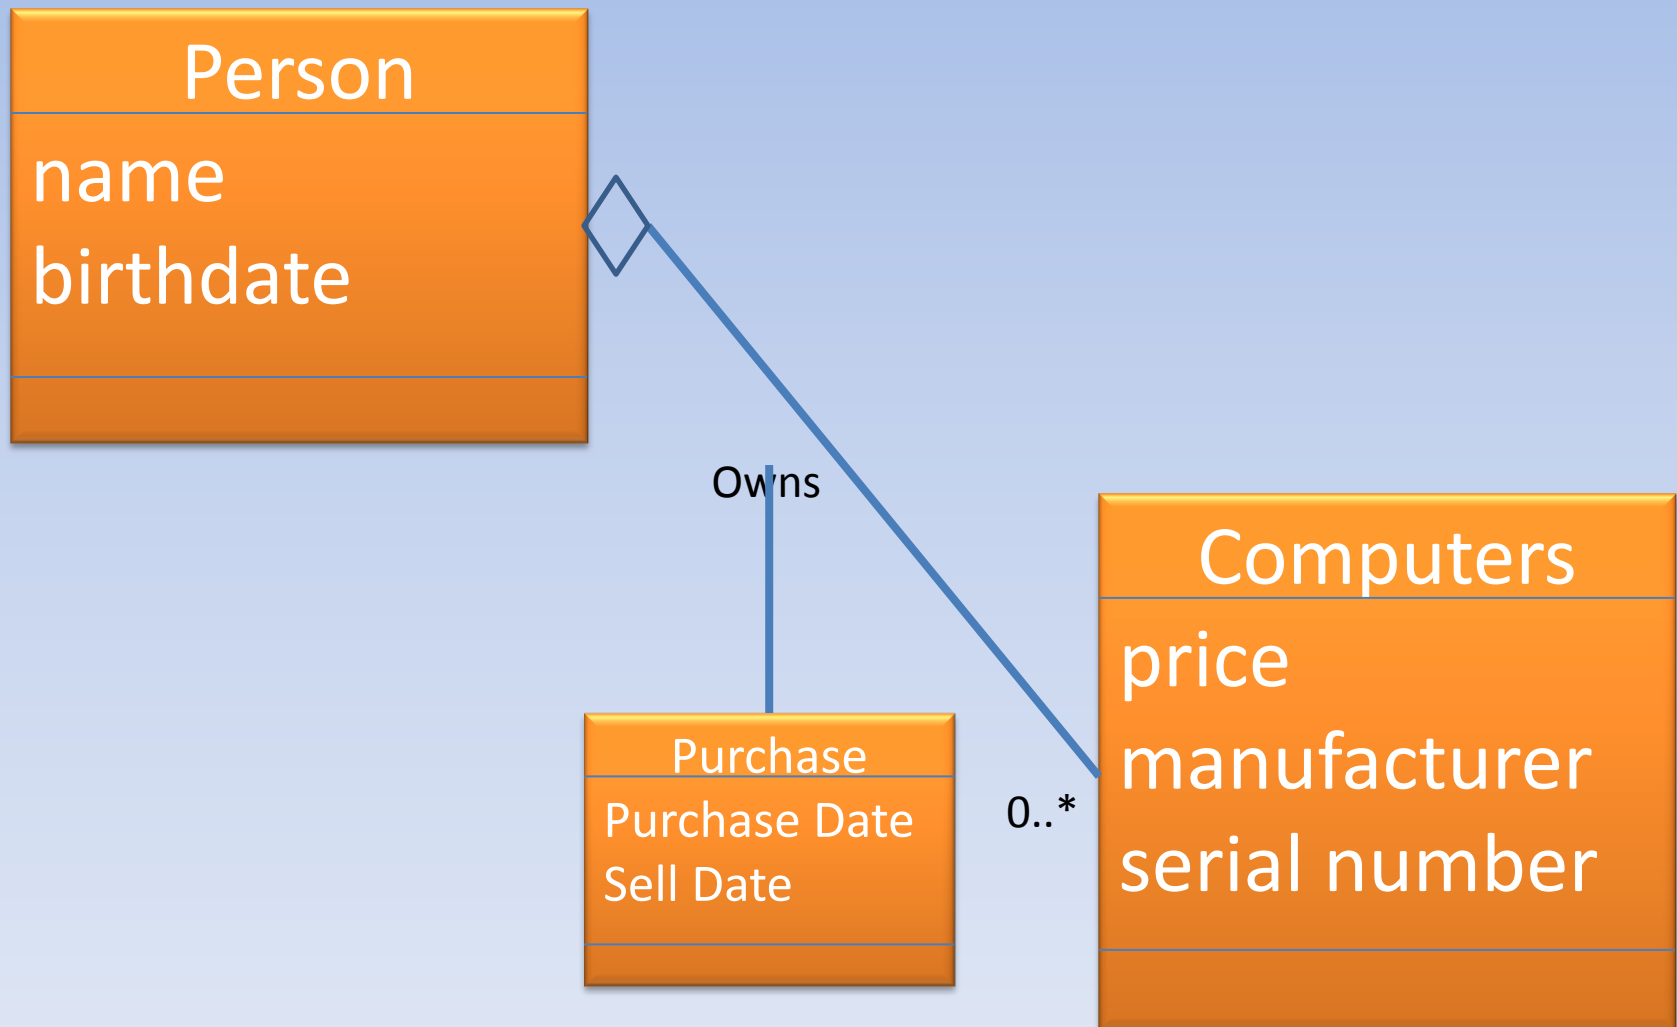 Person
name
birthdate
Owns
Purchase
Purchase Date
Sell Date
0..*
Computers
price
manufacturer
serial number